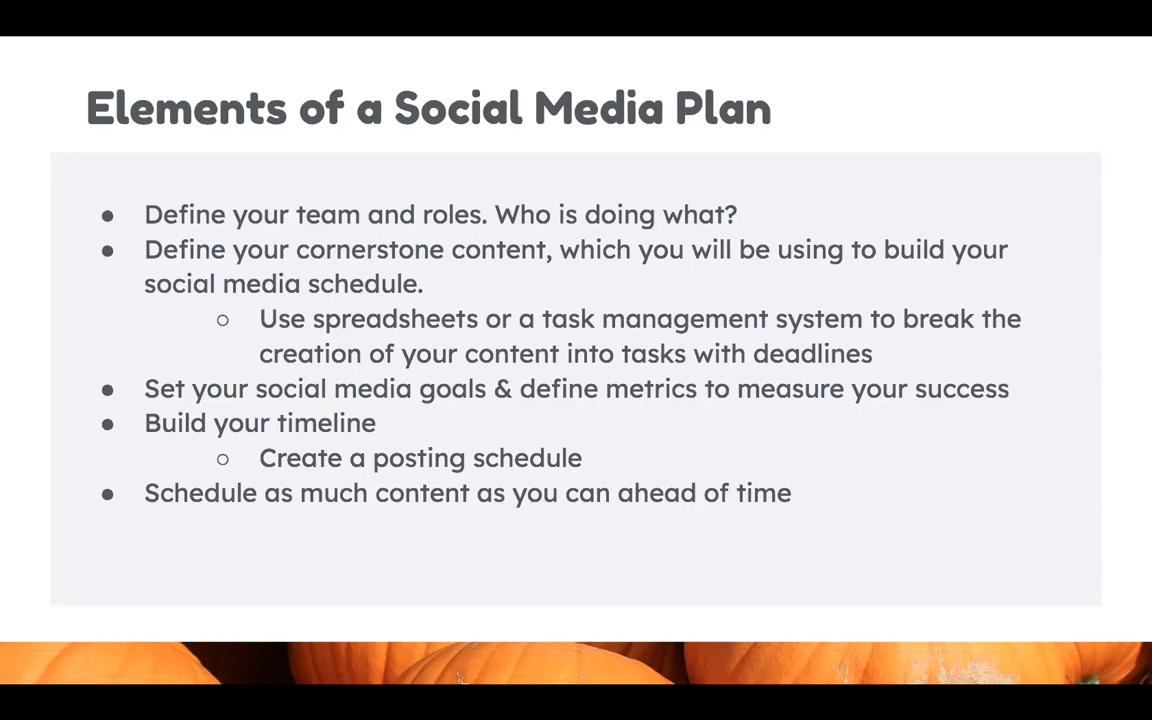 Elements of a Social Media Plan
● Define your team and roles. Who is doing what?
● Define your cornerstone content, which you will be using to build your
social media schedule.
○ Use spreadsheets or a task management system to break the
creation of your content into tasks with deadlines
● Set your social media goals & define metrics to measure your success
● Build your timeline
○ Create a posting schedule
● Schedule as much content as you can ahead of time